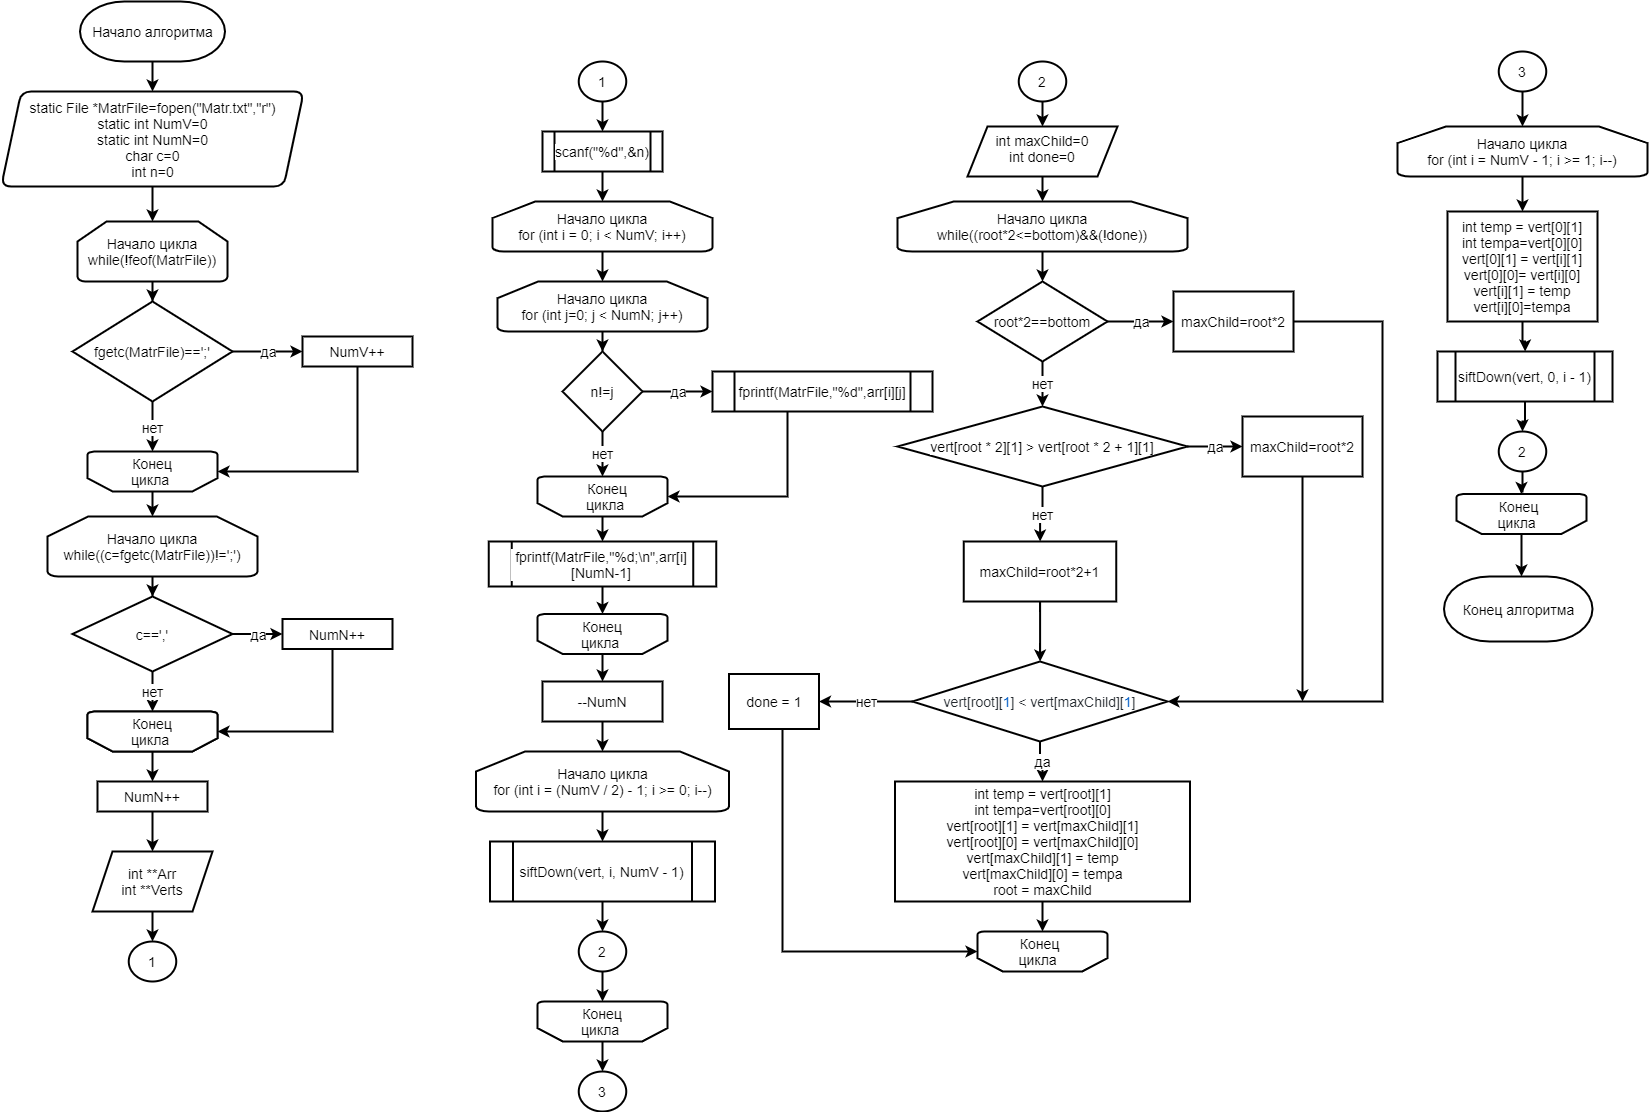 Начало алгоритма
static File *MatrFile=fopen("Matr.txt","r")
static int NumV=0
static int NumN=0
char c=0
int n=0
Начало цикла
while(!feof(MatrFile))
fgetc(MatrFile)==';'
да
NumV++
нет
Конец
цикла
Начало цикла
while((c=fgetc(MatrFile))!=';')
c==','
да
NumN++
нет
Конец
цикла
NumN++
int **Arr
int **Verts
1
1
scanf("%d",&n)
Начало цикла
for (int i = 0; i < NumV; i++)
Начало цикла
for (int j=0; j < NumN; j++)
n!=j
да
fprintf(MatrFile,"%d",arr[i][j]
нет
Конец
цикла
fprintf(MatrFile,"%d;\n",arr[i]
[NumN-1]
Конец
цикла
--NumN
Начало цикла
for (int i = (NumV / 2) - 1; i >= 0; i--)
siftDown(vert, i, NumV - 1)
2
Конец
цикла
3
2
int maxChild=0
int done=0
Начало цикла
while((root*2<=bottom)&&(!done))
root*2==bottom
да
maxChild=root*2
нет
vert[root * 2][1] > vert[root * 2 + 1][1]
да
maxChild=root*2
нет
maxChild=root*2+1
vert[root][1] < vert[maxChild][1]
нет
done = 1
да
int temp = vert[root][1]
int tempa=vert[root][0]
vert[root][1] = vert[maxChild][1]
vert[root][0] = vert[maxChild][0]
vert[maxChild][1] = temp
vert[maxChild][0] = tempa
root = maxChild
Конец
цикла
3
Начало цикла
for (int i = NumV - 1; i >= 1; i--)
int temp = vert[0][1]
int tempa=vert[0][0]
vert[0][1] = vert[i][1]
vert[0][0]= vert[i][0]
vert[i][1] = temp
vert[i][0]=tempa
siftDown(vert, 0, i - 1)
2
Конец
цикла
Конец алгоритма